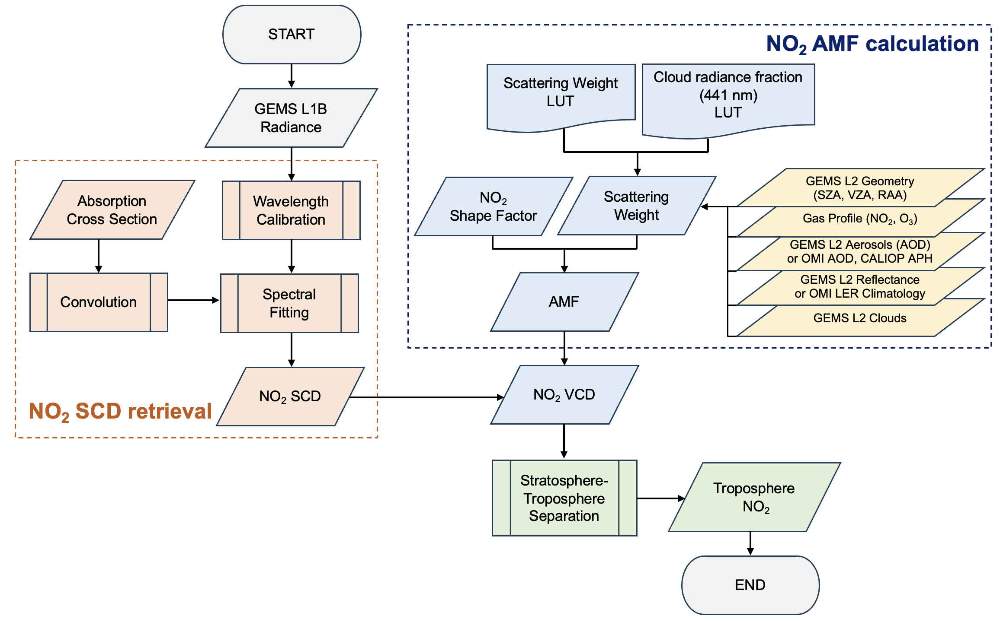 START
GEMS L1B
Radiance
Absorption
Cross Section
Wavelength
Calibration
Convolution
Spectral
Fitting
NO₂ SCD
NO₂ SCD retrieval
NO₂ AMF calculation
Scattering Weight
LUT
Cloud radiance fraction
(441 nm)
LUT
NO₂
Shape Factor
Scattering
Weight
GEMS L2 Geometry
(SZA, VZA, RAA)
Gas Profile (NO₂, O₃)
GEMS L2 Aerosols (AOD)
or OMI AOD, CALIOP APH
GEMS L2 Reflectance
or OMI LER Climatology
GEMS L2 Clouds
AMF
NO₂ VCD
Stratosphere-
Troposphere
Separation
Troposphere
NO₂
END